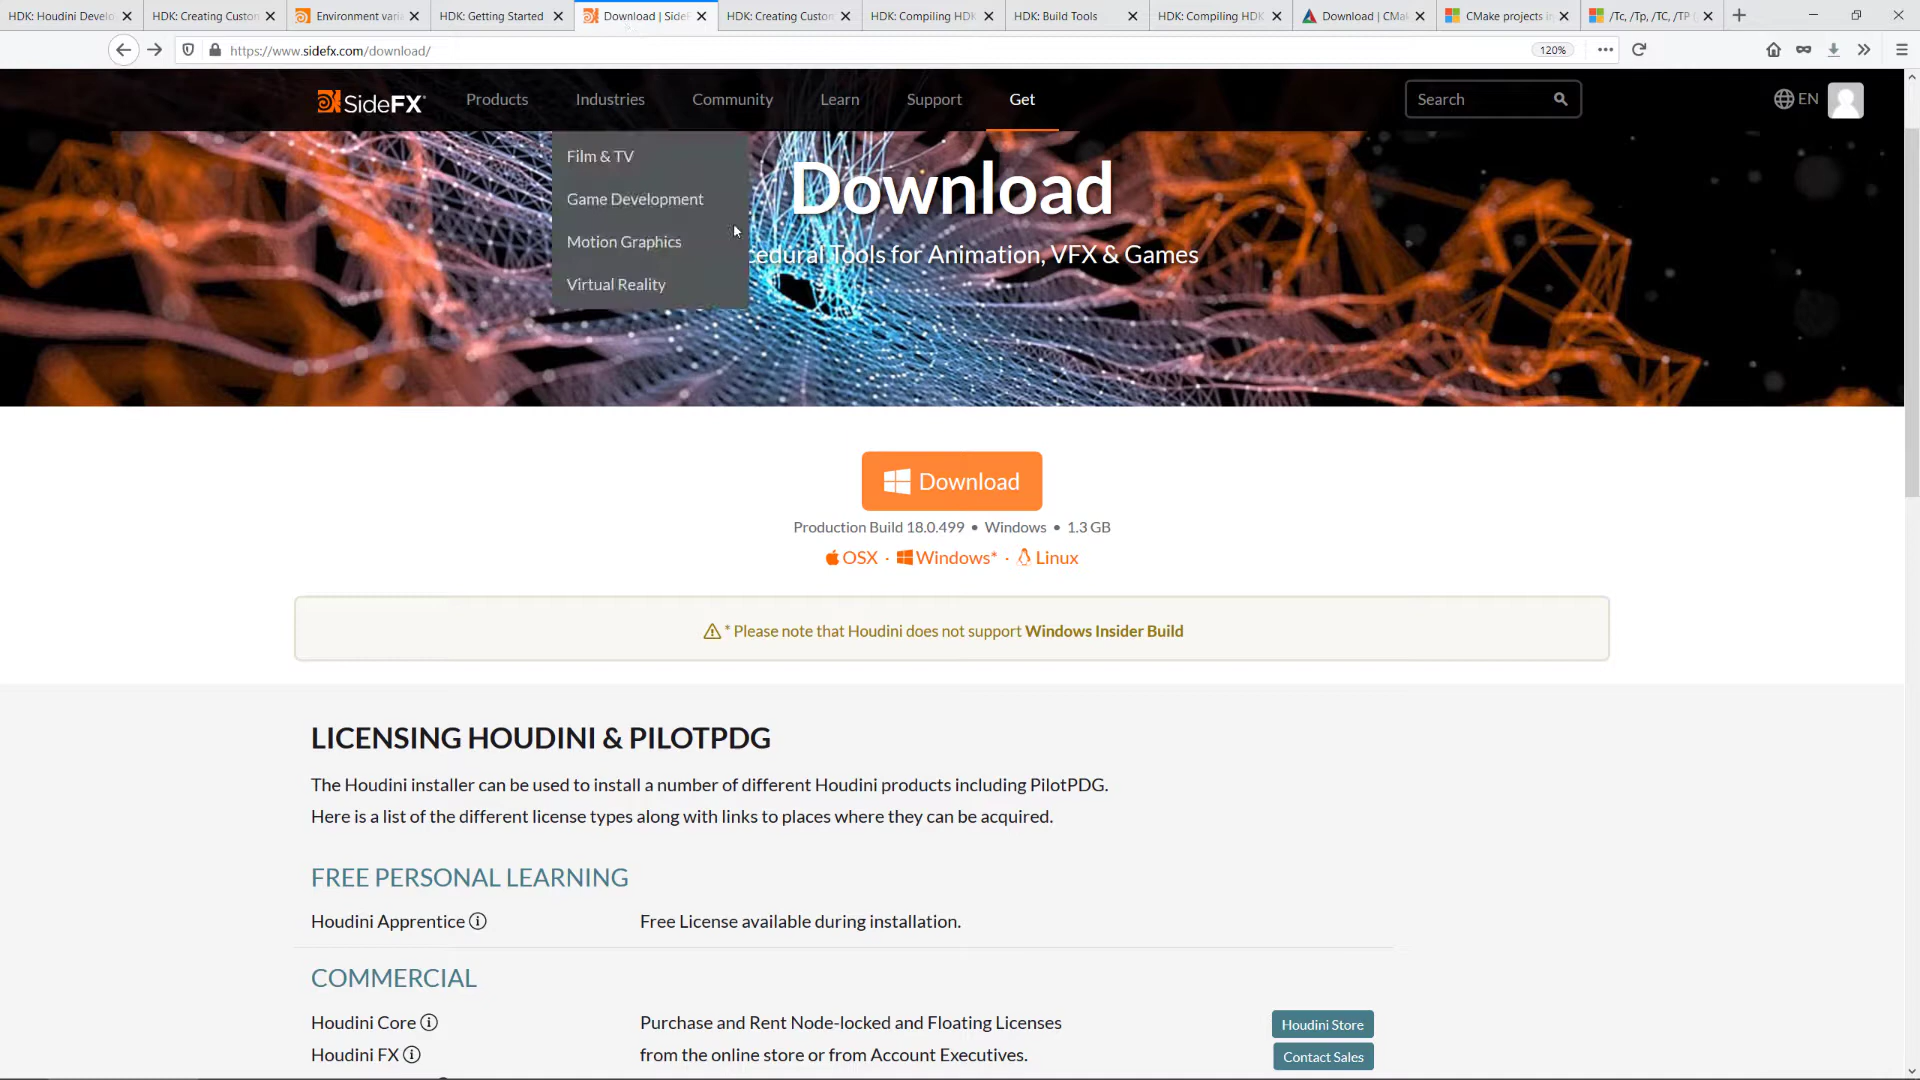 HDK: Houdini Develo
HDK: Creating Custon
Environment varia
HDK: Getting Started
Download | SideF
HDK: Creating Custon
HDK: Compiling HDK
HDK: Build Tools
HDK: Compiling HDK
Download | CMak
CMake projects in
/Tc, /Tp, /TC, /TP (
https://www.sidefx.com/download/
120%
SideFX
Products
Industries
Community
Learn
Support
Get
Search
EN
Film & TV
Game Development
Motion Graphics
Virtual Reality
Download
cedural Tools for Animation, VFX & Games
Download
Production Build 18.0.499 • Windows • 1.3 GB
OSX · Windows* · Linux
* Please note that Houdini does not support Windows Insider Build
LICENSING HOUDINI & PILOTPDG
The Houdini installer can be used to install a number of different Houdini products including PilotPDG.
Here is a list of the different license types along with links to places where they can be acquired.
FREE PERSONAL LEARNING
Houdini Apprentice
Free License available during installation.
COMMERCIAL
Houdini Core
Purchase and Rent Node-locked and Floating Licenses
Houdini Store
Houdini FX
from the online store or from Account Executives.
Contact Sales